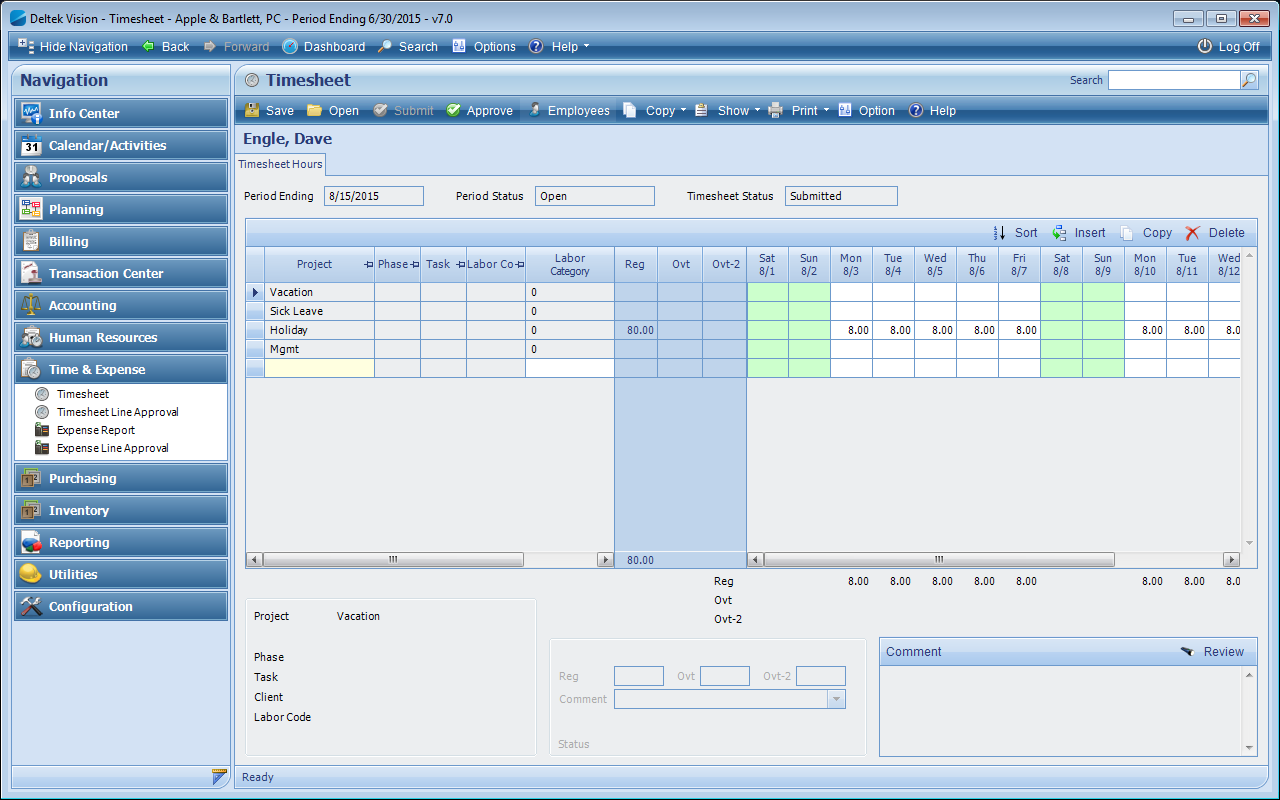 Deltek Vision - Timesheet - Apple & Bartlett, PC - Period Ending 6/30/2015 - v7.0
Hide Navigation Back Forward Dashboard Search Options Help Log Off
Navigation
Info Center
31 Calendar/Activities
Proposals
Planning
Billing
Transaction Center
Accounting
Human Resources
Time & Expense
Timesheet
Timesheet Line Approval
Expense Report
Expense Line Approval
Purchasing
Inventory
Reporting
Utilities
Configuration
Timesheet Search
Save Open Submit Approve Employees Copy Show Print Option Help
Engle, Dave
Timesheet Hours
Period Ending 8/15/2015 Period Status Open Timesheet Status Submitted
Sort Insert Copy Delete
Project Phase Task Labor Co Labor Category Reg Ovt Ovt-2 Sat 8/1 Sun 8/2 Mon 8/3 Tue 8/4 Wed 8/5 Thu 8/6 Fri 8/7 Sat 8/8 Sun 8/9 Mon 8/10 Tue 8/11 Wed 8/12
Vacation 0
Sick Leave 0
Holiday 0 80.00 8.00 8.00 8.00 8.00 8.00 8.00 8.00 8.0
Mgmt 0
80.00
Reg 8.00 8.00 8.00 8.00 8.00 8.00 8.00 8.0
Ovt
Ovt-2
Project Vacation
Phase
Task
Client
Labor Code
Reg Ovt Ovt-2
Comment
Status
Comment Review
Ready